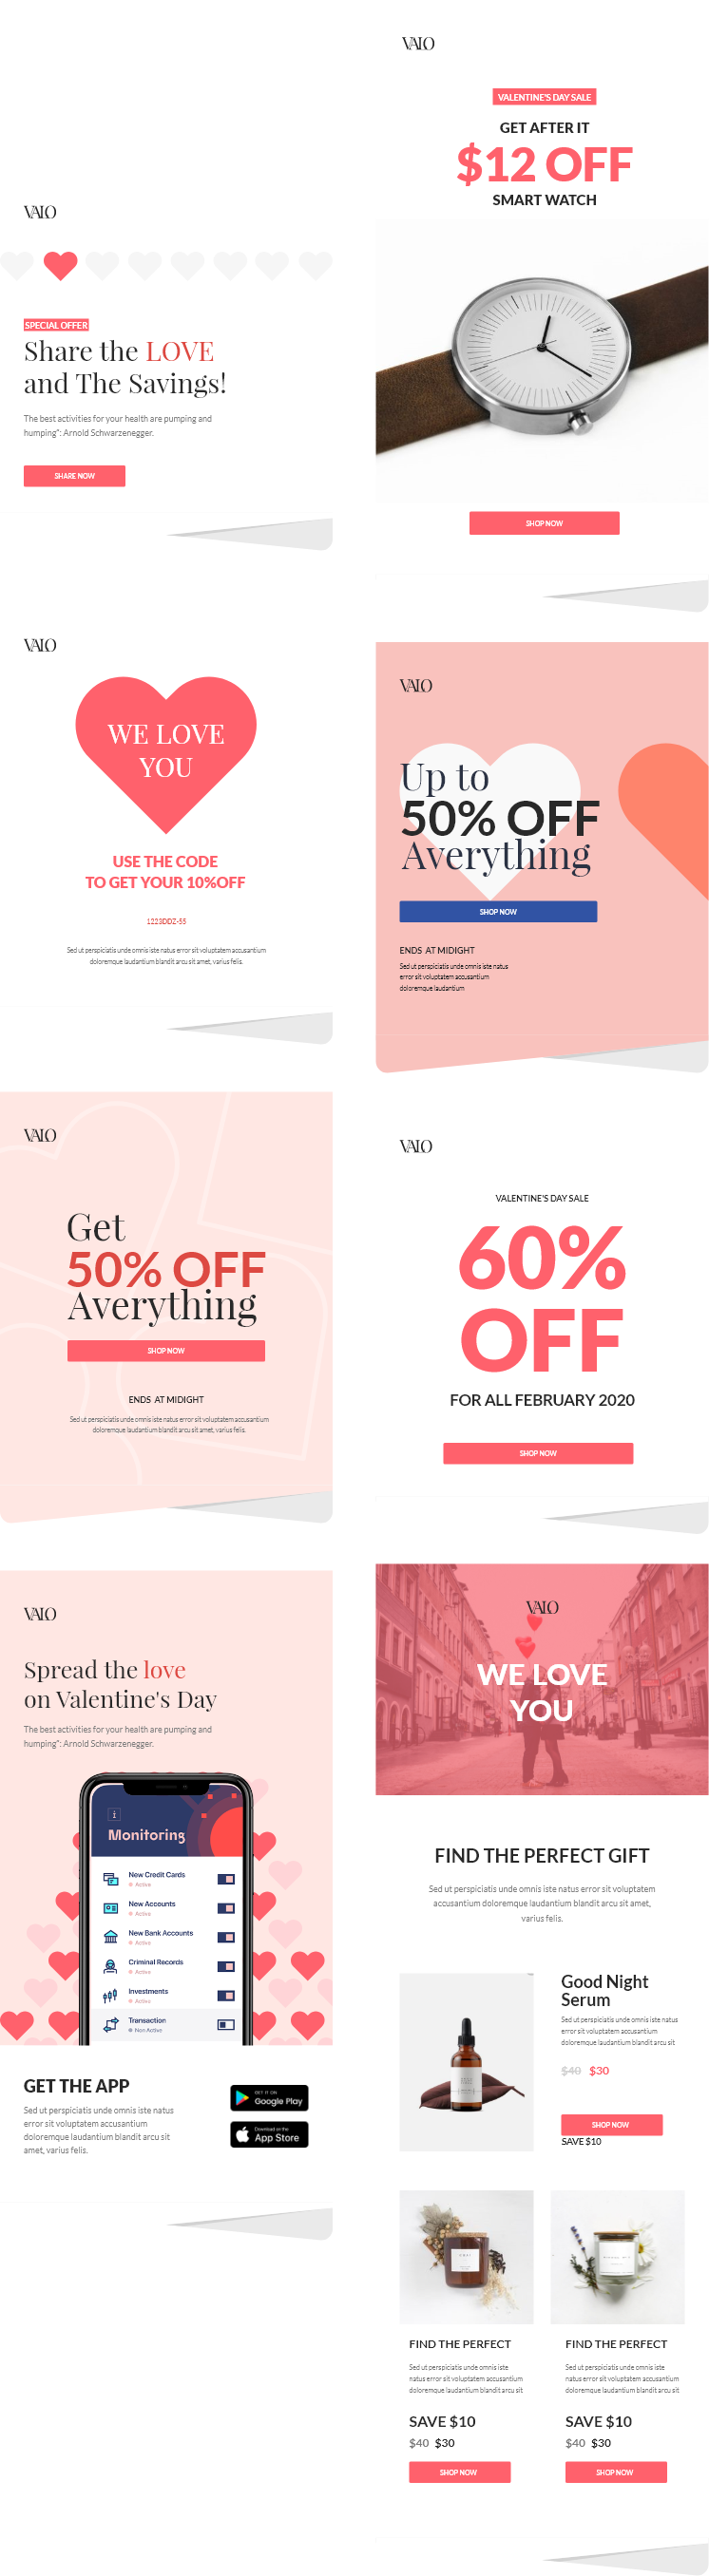 VALO
SPECIAL OFFER
Share the LOVE
and The Savings!
The best activities for your health are pumping and
humping": Arnold Schwarzenegger.
SHARE NOW
VALO
VALENTINE'S DAY SALE
GET AFTER IT
$12 OFF
SMART WATCH
SHOP NOW
VALO
WE LOVE
YOU
USE THE CODE
TO GET YOUR 10%OFF
1223DDZ-55
Sed ut perspiciatis unde omnis iste natus error sit voluptatem accusantium
doloremque laudantium blandit arcu sit amet, varius felis.
VALO
Up to
50% OFF
Averything
SHOP NOW
ENDS AT MIDIGHT
Sed ut perspiciatis unde omnis iste natus
error sit voluptatem accusantium
doloremque laudantium
VALO
Get
50% OFF
Averything
SHOP NOW
ENDS AT MIDIGHT
Sed ut perspiciatis unde omnis iste natus error sit voluptatem accusantium
doloremque laudantium blandit arcu sit amet, varius felis.
VALO
VALENTINE'S DAY SALE
60%
OFF
FOR ALL FEBRUARY 2020
SHOP NOW
VALO
Spread the love
on Valentine's Day
The best activities for your health are pumping and
humping": Arnold Schwarzenegger.
Monitoring
New Credit Cards
Active
New Accounts
Active
New Bank Accounts
Active
Criminal Records
Active
Investments
Active
Transaction
Non Active
GET THE APP
Sed ut perspiciatis unde omnis iste natus
error sit voluptatem accusantium
doloremque laudantium blandit arcu sit
amet, varius felis.
GET IT ON
Google Play
Download on the
App Store
VALO
WE LOVE
YOU
FIND THE PERFECT GIFT
Sed ut perspiciatis unde omnis iste natus error sit voluptatem
accusantium doloremque laudantium blandit arcu sit amet,
varius felis.
Good Night
Serum
Sed ut perspiciatis unde omnis iste natus
error sit voluptatem accusantium
doloremque laudantium blandit arcu sit
$40 $30
SHOP NOW
SAVE $10
FIND THE PERFECT
Sed ut perspiciatis unde omnis iste
natus error sit voluptatem accusantium
doloremque laudantium blandit arcu sit
SAVE $10
$40 $30
SHOP NOW
FIND THE PERFECT
Sed ut perspiciatis unde omnis iste
natus error sit voluptatem accusantium
doloremque laudantium blandit arcu sit
SAVE $10
$40 $30
SHOP NOW